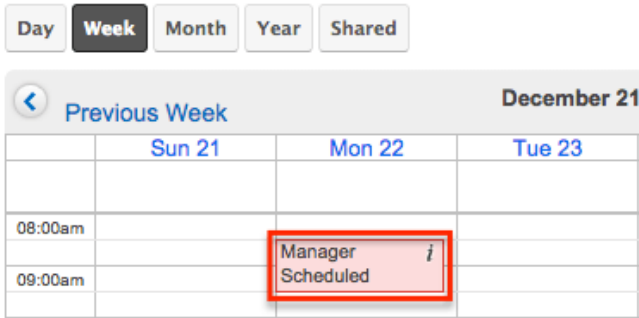 Day Week Month Year Shared
Previous Week December 21
Sun 21 Mon 22 Tue 23
08:00am
Manager i
Scheduled
09:00am